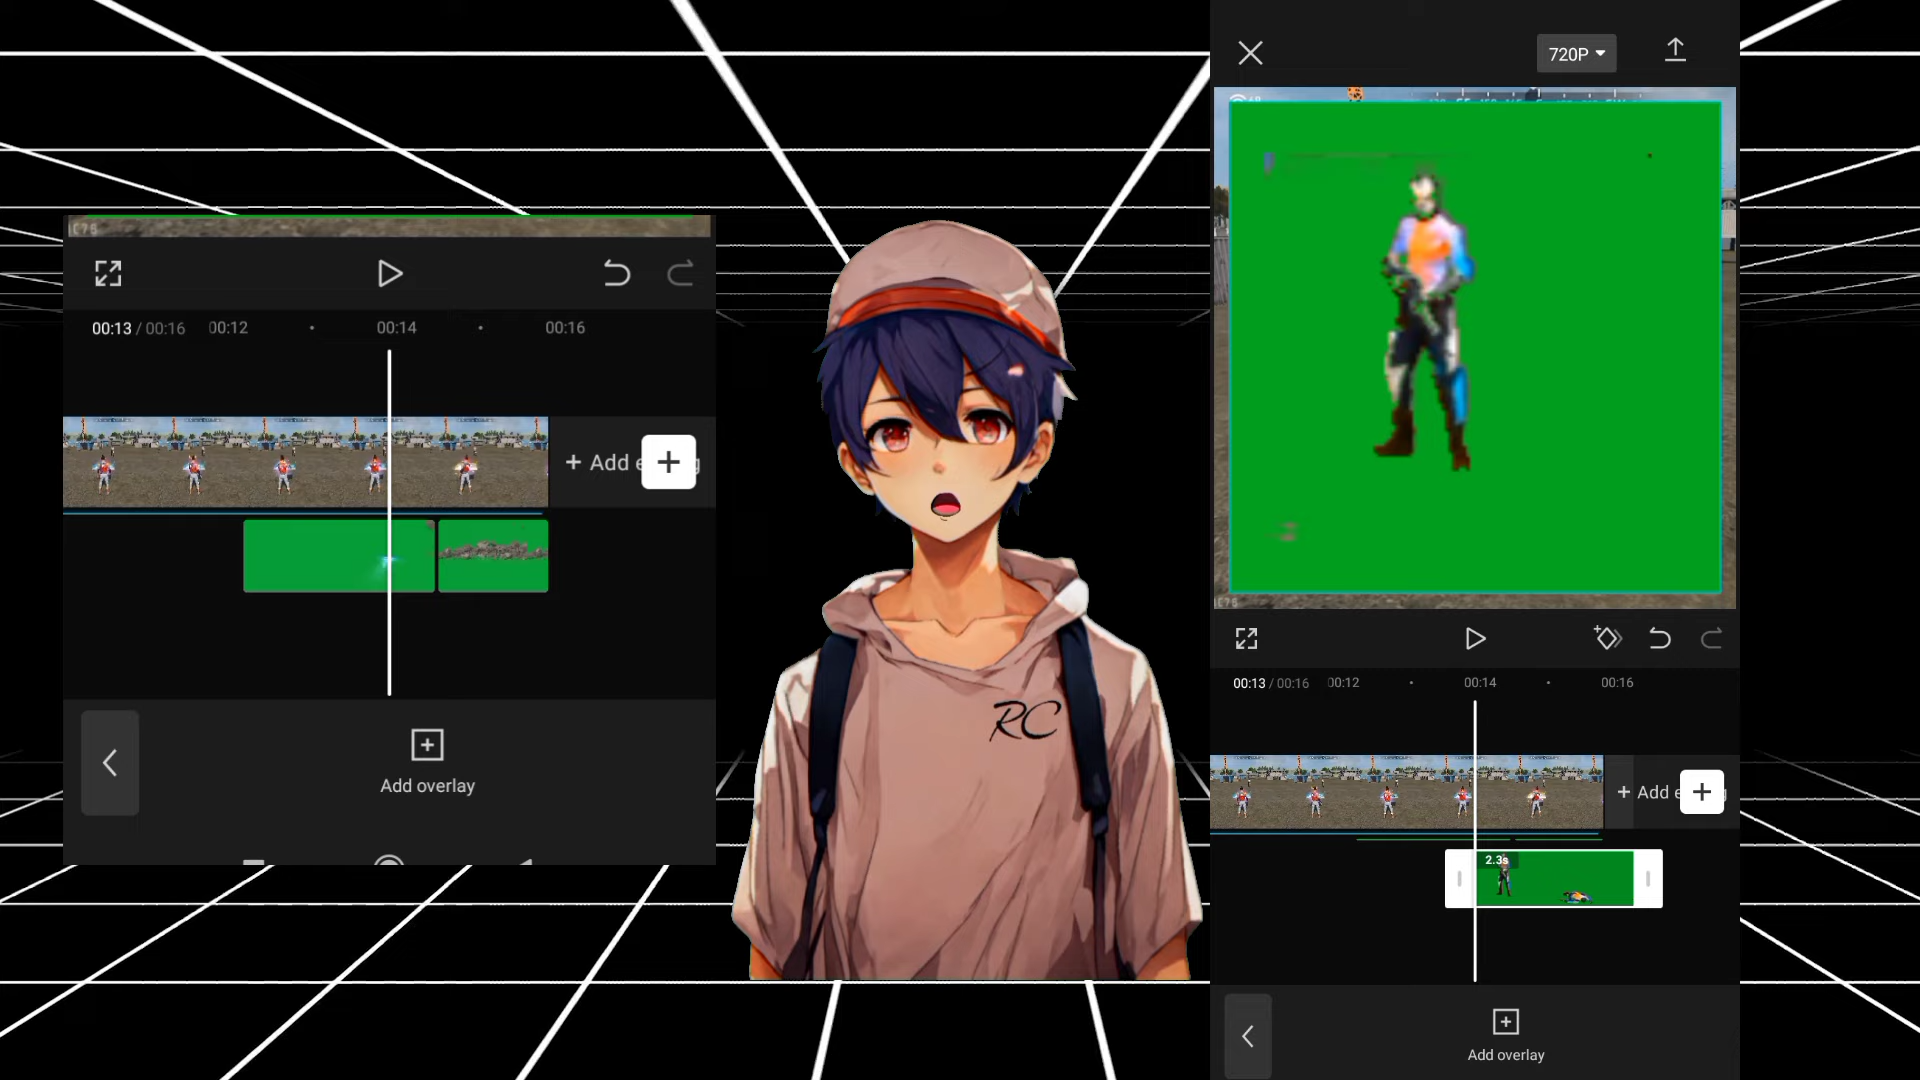 00:13 / 00:16 00:12 00:14 00:16
+ Add e
Add overlay
RC
720P
00:13 / 00:16 00:12 00:14 00:16
+ Add e
2.3s
Add overlay